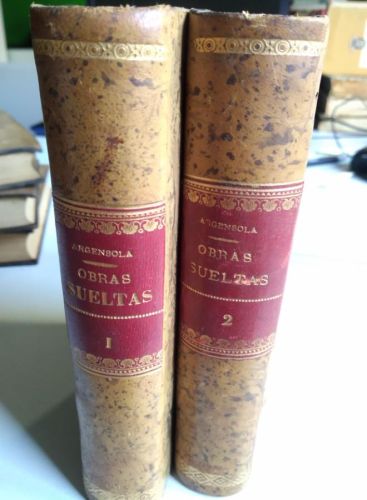 ARGENSOLA
OBRAS
SUELTAS
I
ARGENSOLA
OBRAS
SUELTAS
2